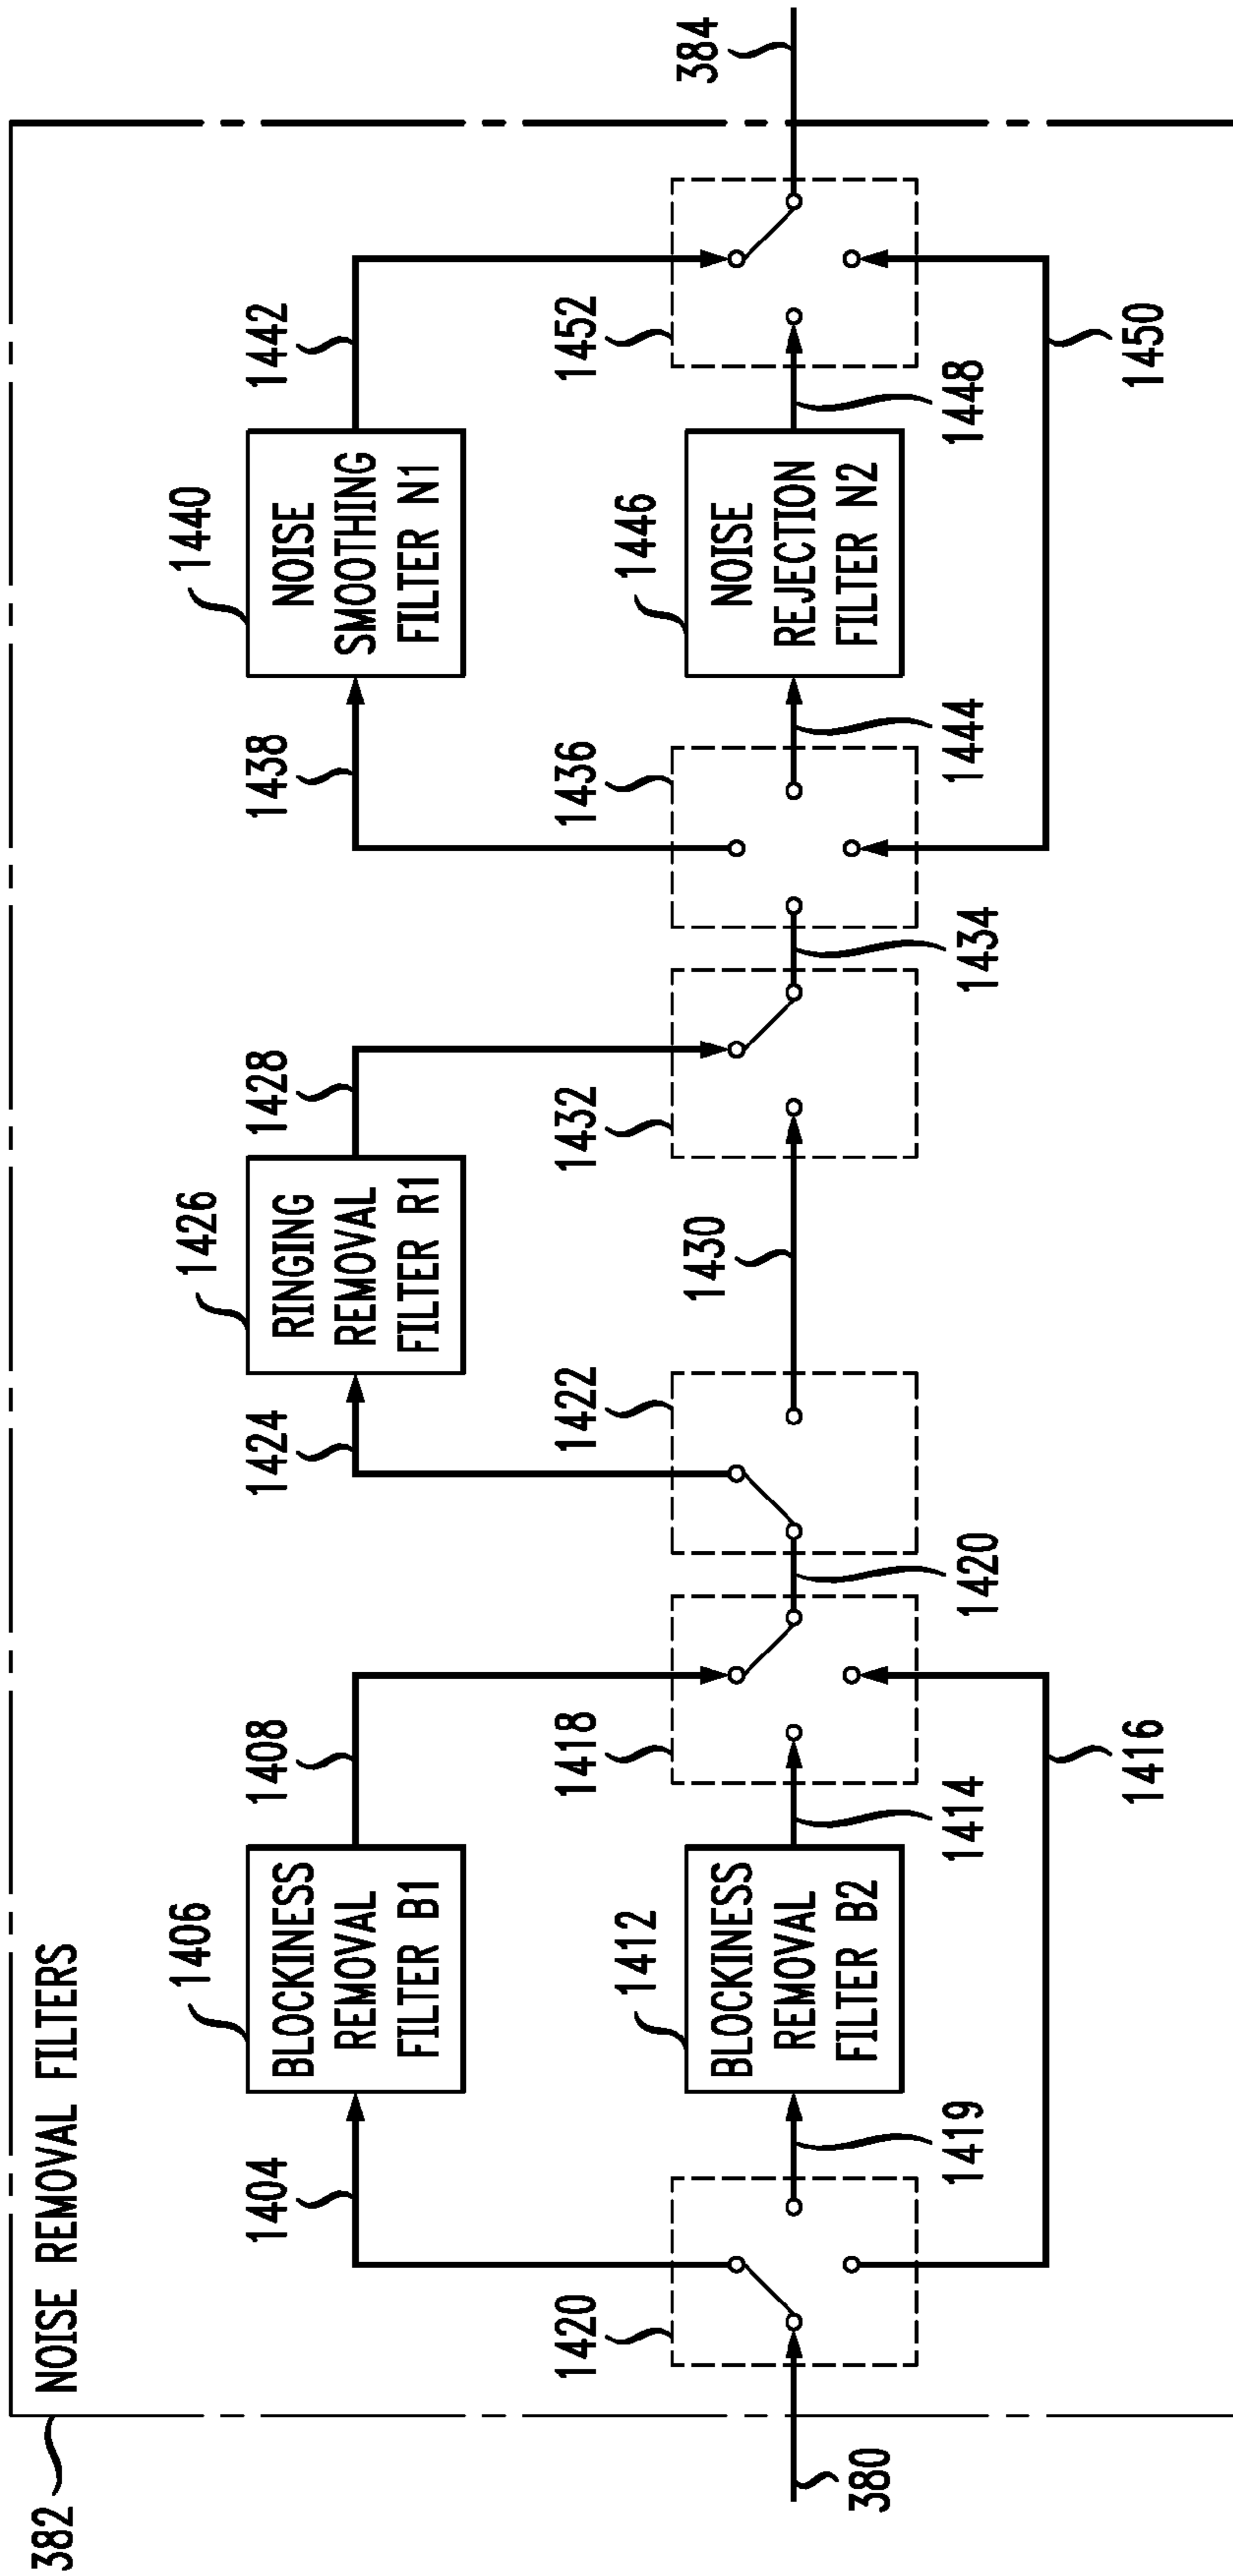 382
NOISE REMOVAL FILTERS
1404
1406
BLOCKINESS
REMOVAL
FILTER B1
1408
1424
1426
RINGING
REMOVAL
FILTER R1
1428
1438
1440
NOISE
SMOOTHING
FILTER N1
1442
380
1420
1419
1412
BLOCKINESS
REMOVAL
FILTER B2
1414
1418
1416
1420
1422
1430
1432
1434
1436
1444
1446
NOISE
REJECTION
FILTER N2
1448
1452
1450
384